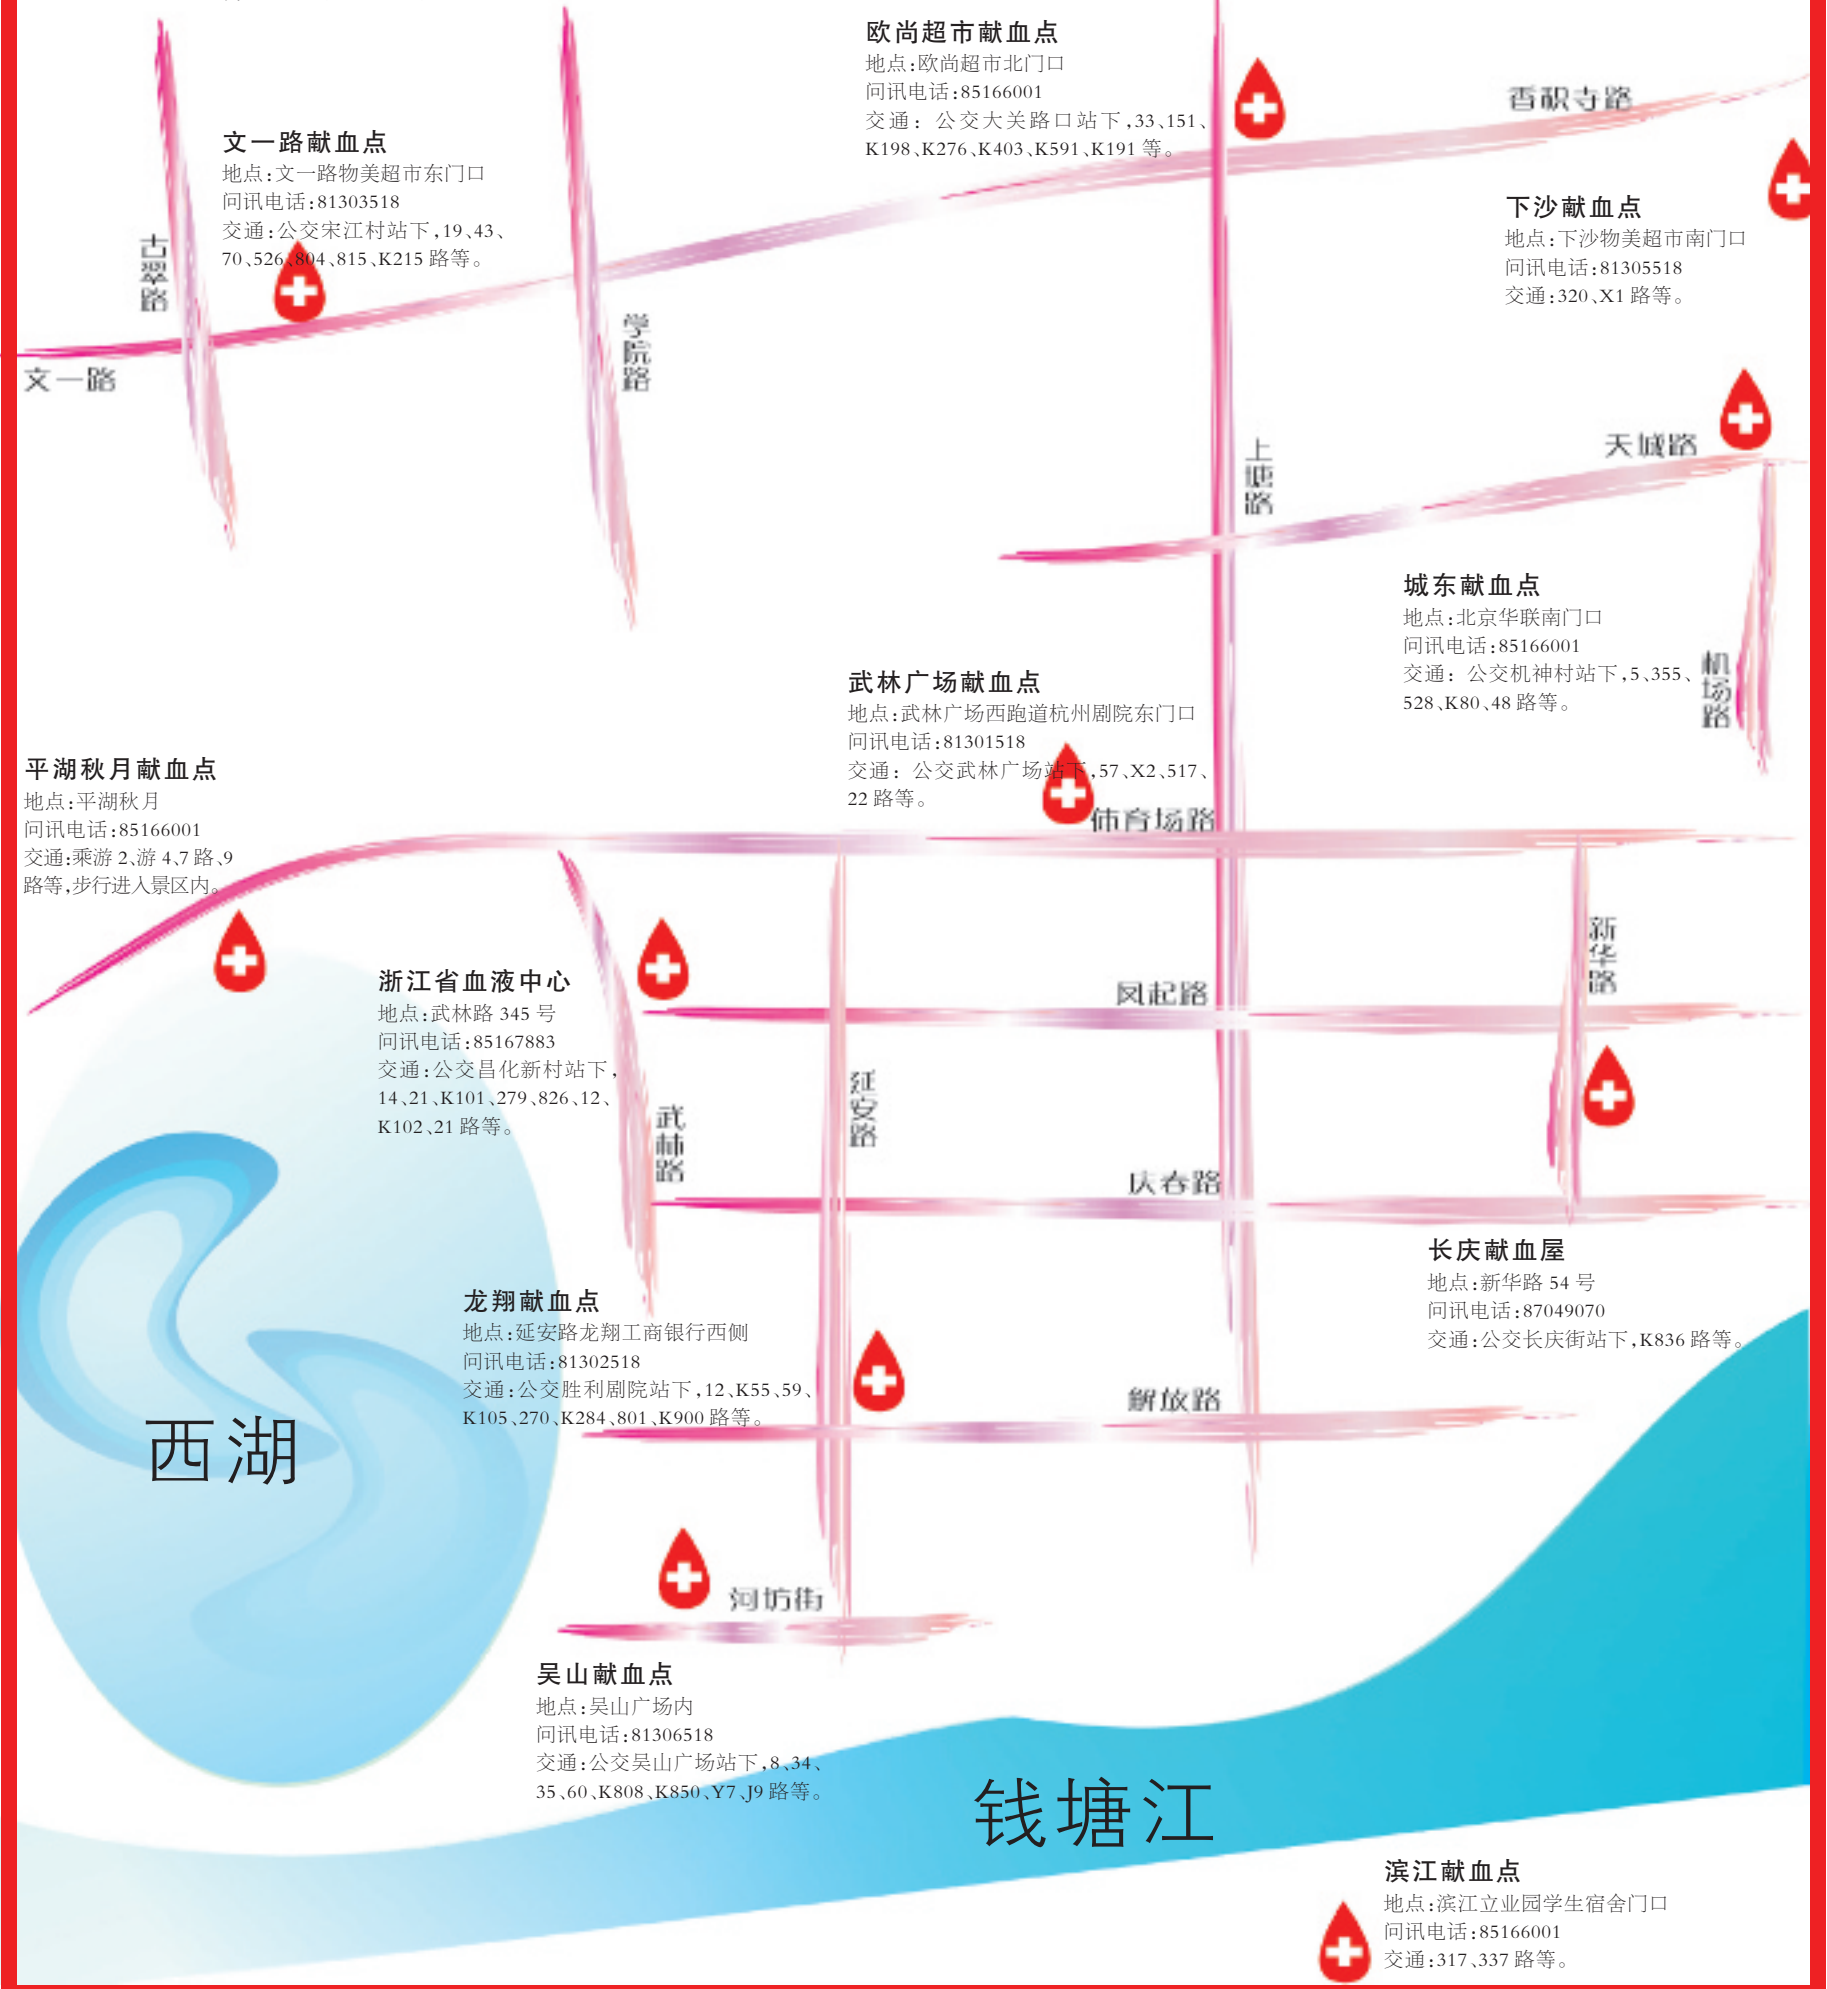 欧尚超市献血点
地点:欧尚超市北门口
问讯电话:85166001
交通: 公交大关路口站下,33、151、
K198、K276、K403、K591、K191 等。
香积寺路
文一路献血点
地点:文一路物美超市东门口
问讯电话:81303518
交通:公交宋江村站下,19、43、
70、526、804、815、K215 路等。
下沙献血点
地点:下沙物美超市南门口
问讯电话:81305518
交通:320、X1 路等。
古翠路
学院路
文一路
上塘路
天城路
城东献血点
地点:北京华联南门口
问讯电话:85166001
交通: 公交机神村站下,5、355、
528、K80、48 路等。
机场路
武林广场献血点
地点:武林广场西跑道杭州剧院东门口
问讯电话:81301518
交通: 公交武林广场站下,57、X2、517、
22 路等。
体育场路
平湖秋月献血点
地点:平湖秋月
问讯电话:85166001
交通:乘游 2、游 4、7 路、9
路等,步行进入景区内。
新华路
浙江省血液中心
地点:武林路 345 号
问讯电话:85167883
交通:公交昌化新村站下,
14、21、K101、279、826、12、
K102、21 路等。
凤起路
延安路
武林路
庆春路
长庆献血屋
地点:新华路 54 号
问讯电话:87049070
交通:公交长庆街站下,K836 路等。
龙翔献血点
地点:延安路龙翔工商银行西侧
问讯电话:81302518
交通:公交胜利剧院站下,12、K55、59、
K105、270、K284、801、K900 路等。
解放路
西湖
河坊街
吴山献血点
地点:吴山广场内
问讯电话:81306518
交通:公交吴山广场站下,8、34、
35、60、K808、K850、Y7、J9 路等。
钱塘江
滨江献血点
地点:滨江立业园学生宿舍门口
问讯电话:85166001
交通:317、337 路等。